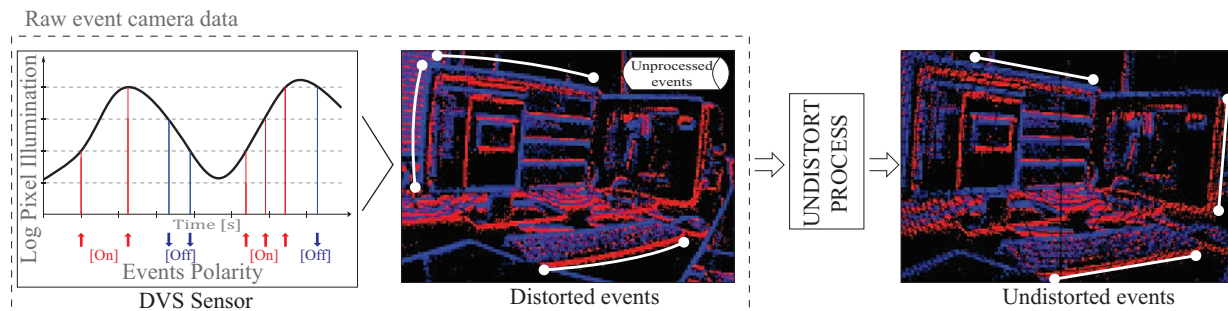 Raw event camera data
Log Pixel Illumination
Time [s]
[On]
[Off]
[On]
[Off]
Events Polarity
DVS Sensor
Unprocessed
events
Distorted events
UNDISTORT
PROCESS
Undistorted events